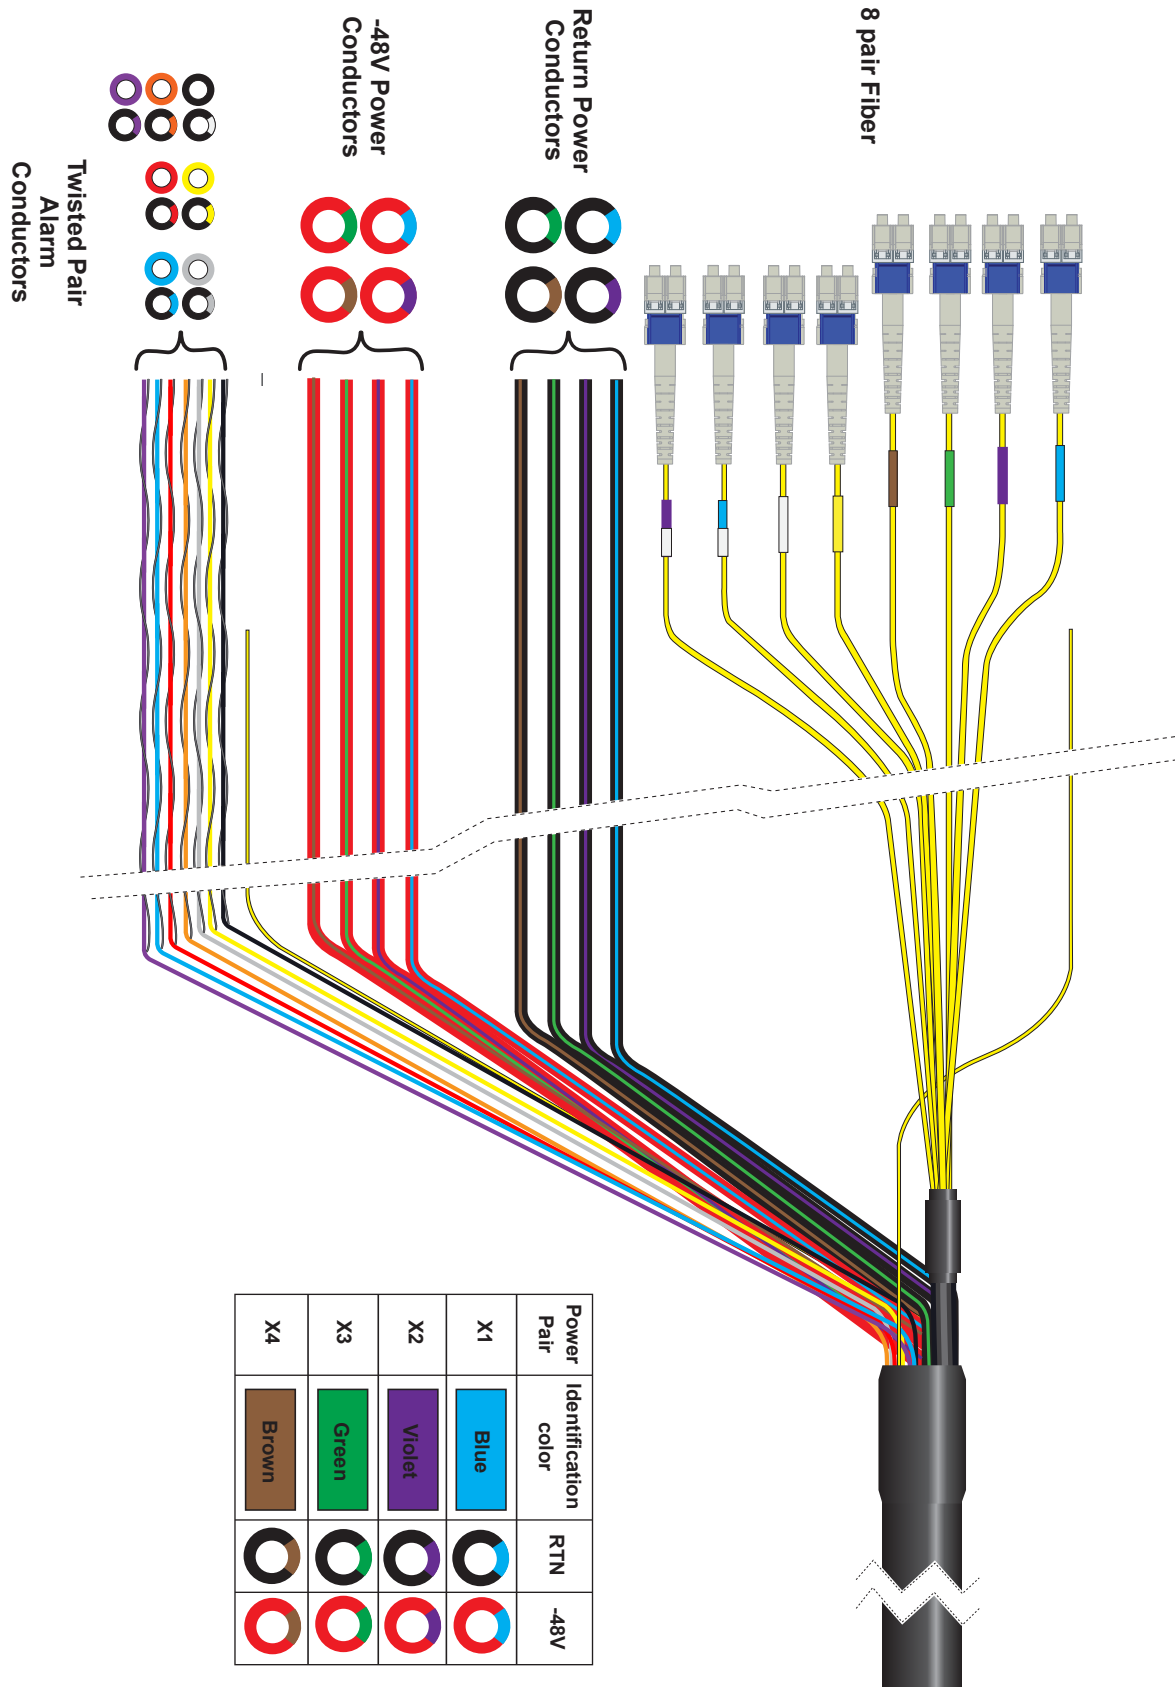 8 pair Fiber
Return Power
Conductors
-48V Power
Conductors
Twisted Pair
Alarm
Conductors
Power
Pair
Identification
color
RTN
-48V
X1
Blue
X2
Violet
X3
Green
X4
Brown